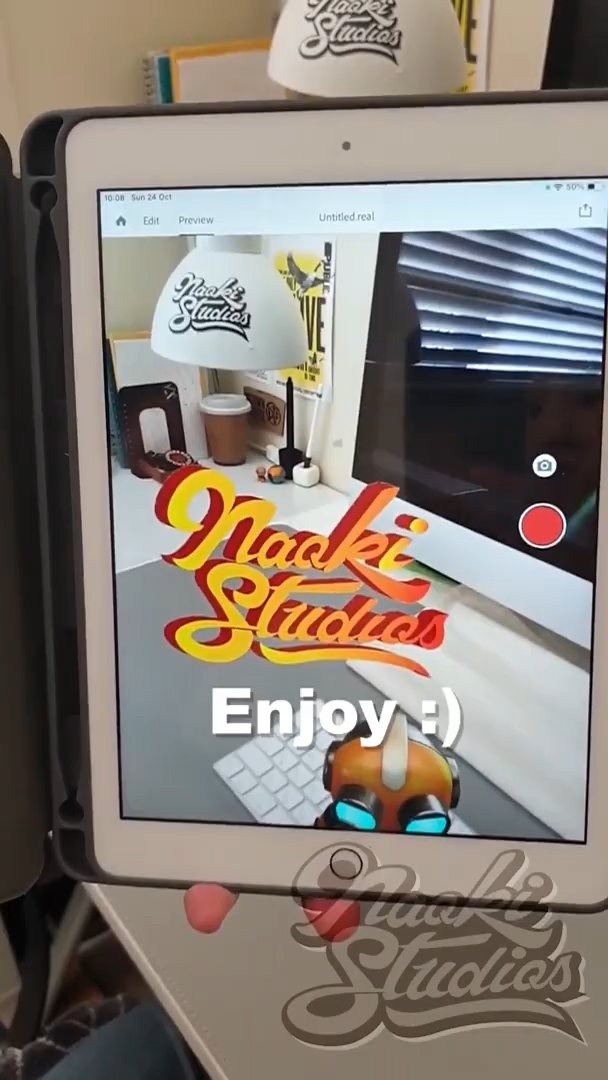 Naoki
Studios
10:08 Sun 24 Oct
50%
Edit
Preview
Untitled.real
Naoki
Studios
Naoki
Studios
Enjoy :)
Naoki
Studios